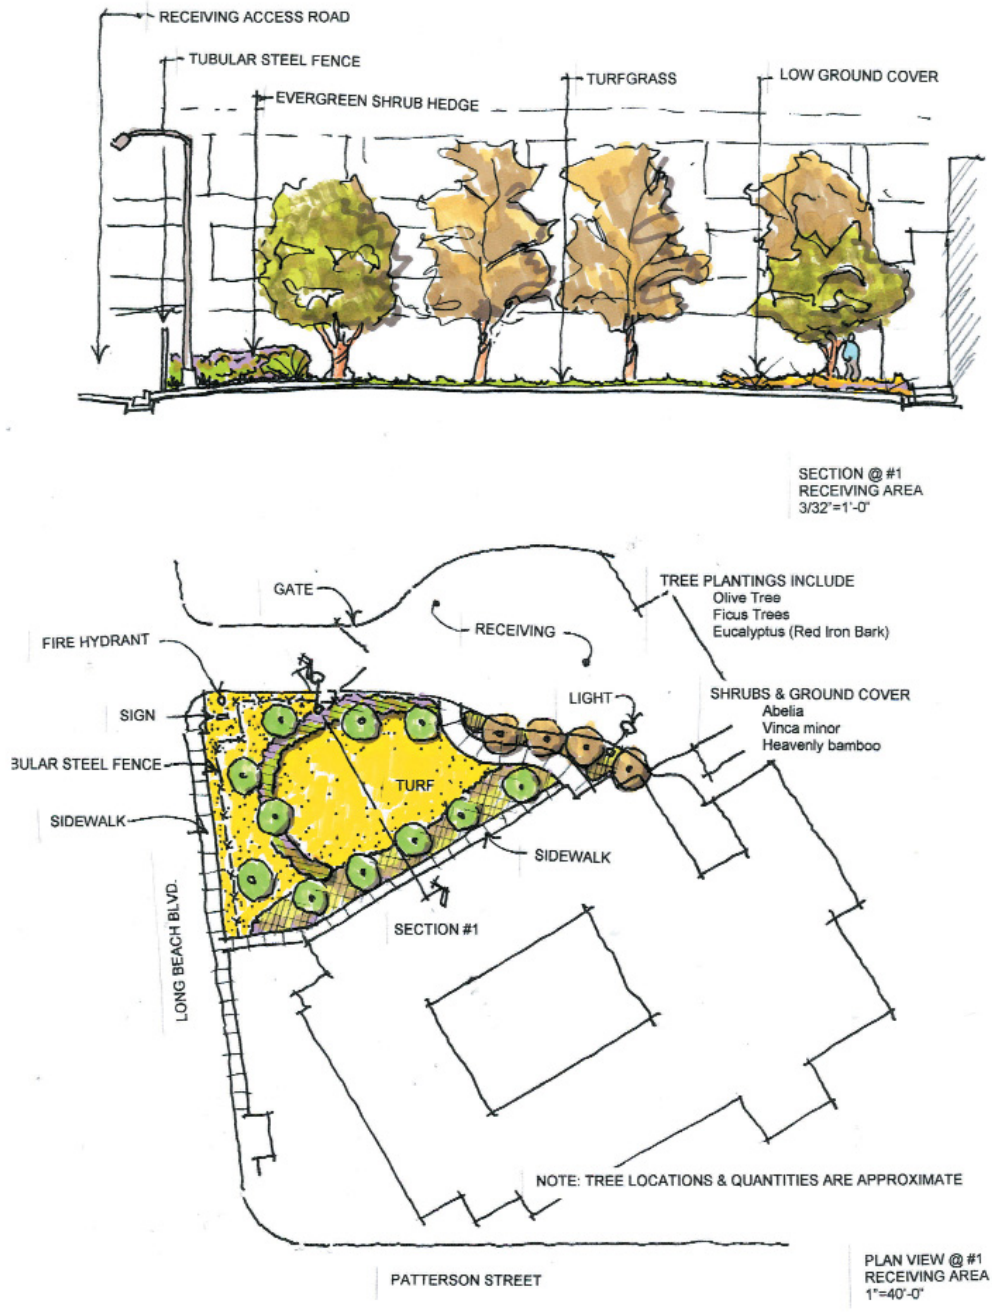 RECEIVING ACCESS ROAD
TUBULAR STEEL FENCE
EVERGREEN SHRUB HEDGE
TURFGRASS
LOW GROUND COVER
SECTION @ #1
RECEIVING AREA
3/32"=1'-0"
GATE
RECEIVING
TREE PLANTINGS INCLUDE
Olive Tree
Ficus Trees
Eucalyptus (Red Iron Bark)
FIRE HYDRANT
SIGN
BULAR STEEL FENCE
SIDEWALK
LIGHT
SHRUBS & GROUND COVER
Abelia
Vinca minor
Heavenly bamboo
TURF
SIDEWALK
SECTION #1
LONG BEACH BLVD.
NOTE: TREE LOCATIONS & QUANTITIES ARE APPROXIMATE
PATTERSON STREET
PLAN VIEW @ #1
RECEIVING AREA
1"=40'-0"